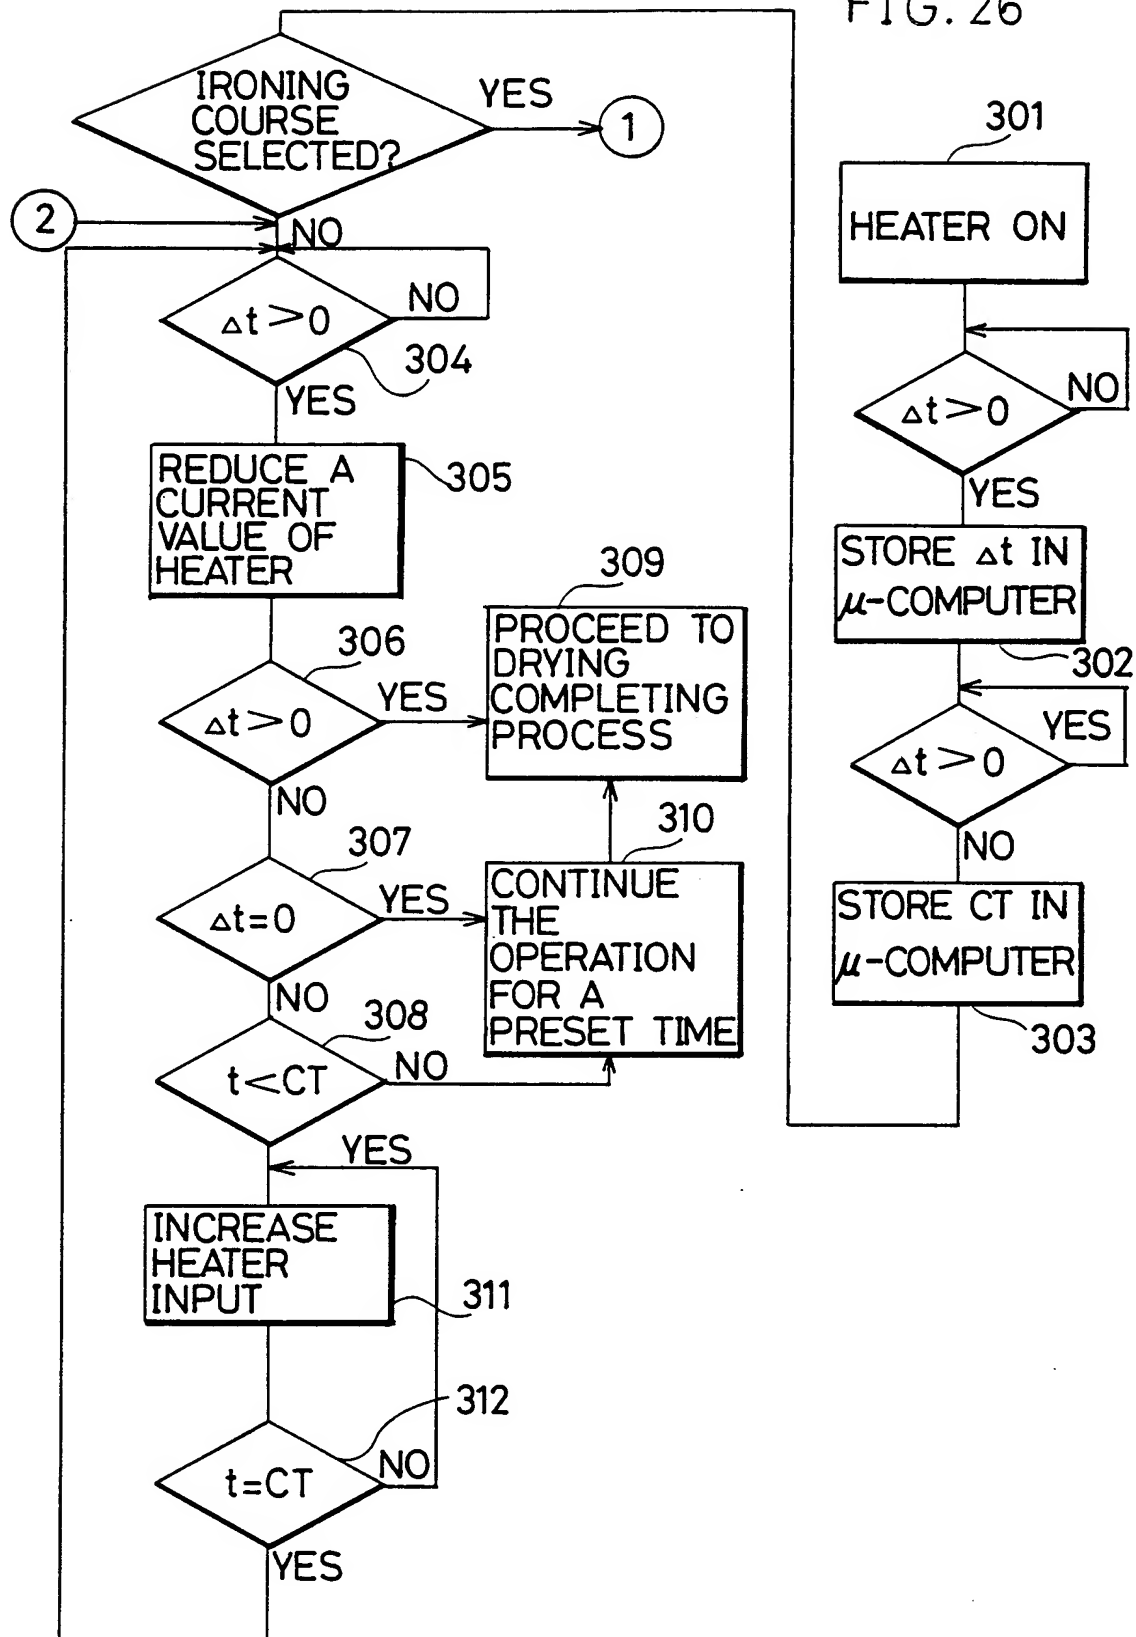 FIG. 26
IRONING
COURSE
SELECTED?
YES
1
2
NO
Δt>0
NO
304
YES
REDUCE A
CURRENT
VALUE OF
HEATER
305
306
Δt>0
YES
NO
309
PROCEED TO
DRYING
COMPLETING
PROCESS
307
Δt=0
YES
NO
310
CONTINUE
THE
OPERATION
FOR A
PRESET TIME
308
t<CT
NO
YES
INCREASE
HEATER
INPUT
311
312
t=CT
NO
YES
301
HEATER ON
Δt>0
NO
YES
STORE Δt IN
μ-COMPUTER
302
Δt>0
YES
NO
STORE CT IN
μ-COMPUTER
303